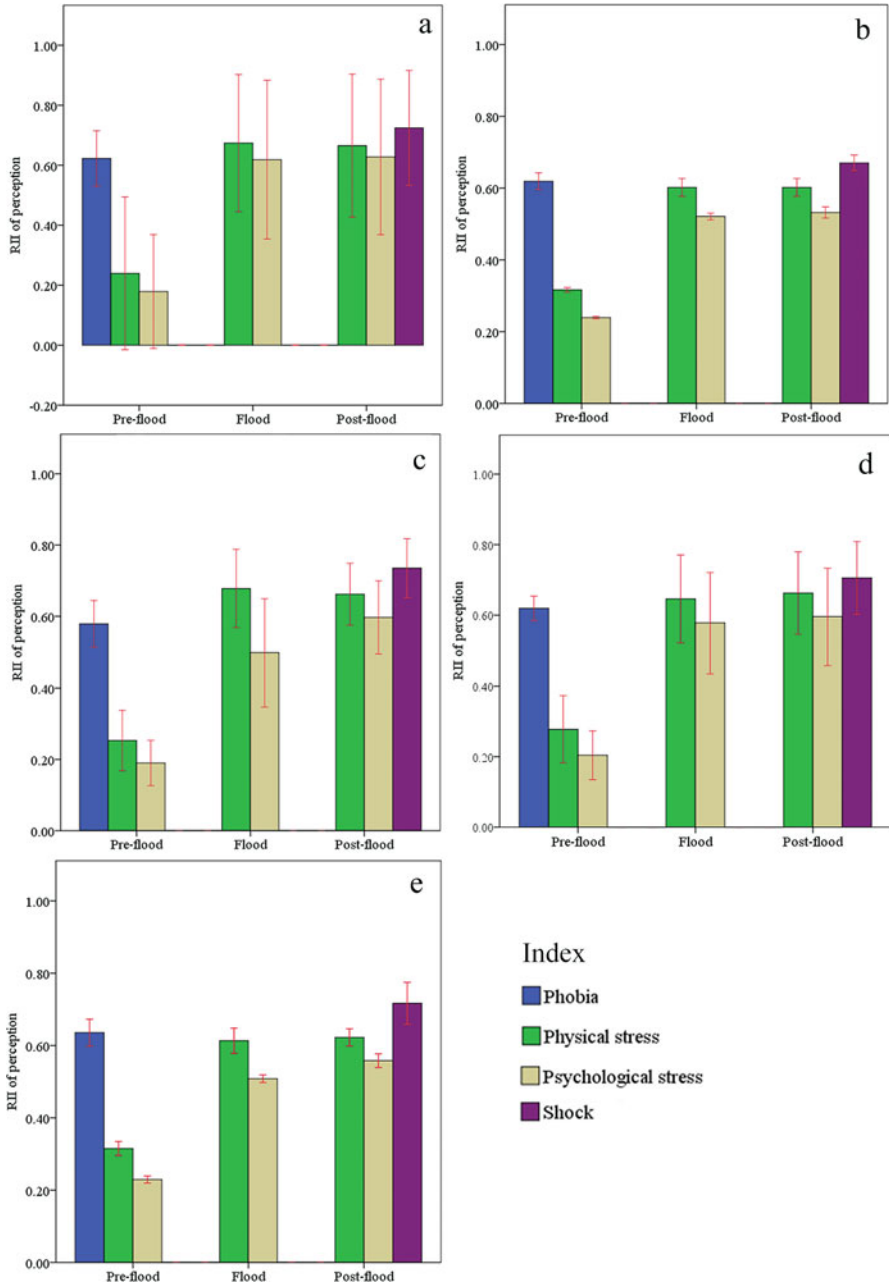 a
1.00
0.80
0.60
0.40
0.20
0.00
-0.20
RII of perception
Pre-flood Flood Post-flood
b
1.00
0.80
0.60
0.40
0.20
0.00
RII of perception
Pre-flood Flood Post-flood
c
1.00
0.80
0.60
0.40
0.20
0.00
RII of perception
Pre-flood Flood Post-flood
d
1.00
0.80
0.60
0.40
0.20
0.00
RII of perception
Pre-flood Flood Post-flood
e
1.00
0.80
0.60
0.40
0.20
0.00
RII of perception
Pre-flood Flood Post-flood
Index
Phobia
Physical stress
Psychological stress
Shock